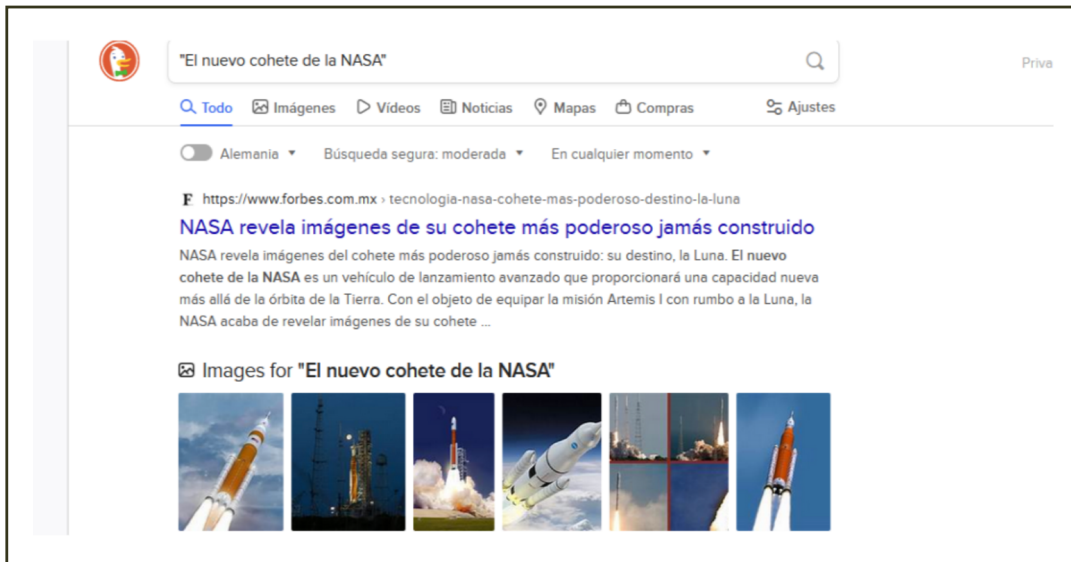 "El nuevo cohete de la NASA"
Priva
Todo Imágenes Vídeos Noticias Mapas Compras Ajustes
Alemania Búsqueda segura: moderada En cualquier momento
F https://www.forbes.com.mx › tecnologia-nasa-cohete-mas-poderoso-destino-la-luna
NASA revela imágenes de su cohete más poderoso jamás construido
NASA revela imágenes del cohete más poderoso jamás construido: su destino, la Luna. El nuevo
cohete de la NASA es un vehículo de lanzamiento avanzado que proporcionará una capacidad nueva
más allá de la órbita de la Tierra. Con el objeto de equipar la misión Artemis I con rumbo a la Luna, la
NASA acaba de revelar imágenes de su cohete ...
Images for "El nuevo cohete de la NASA"